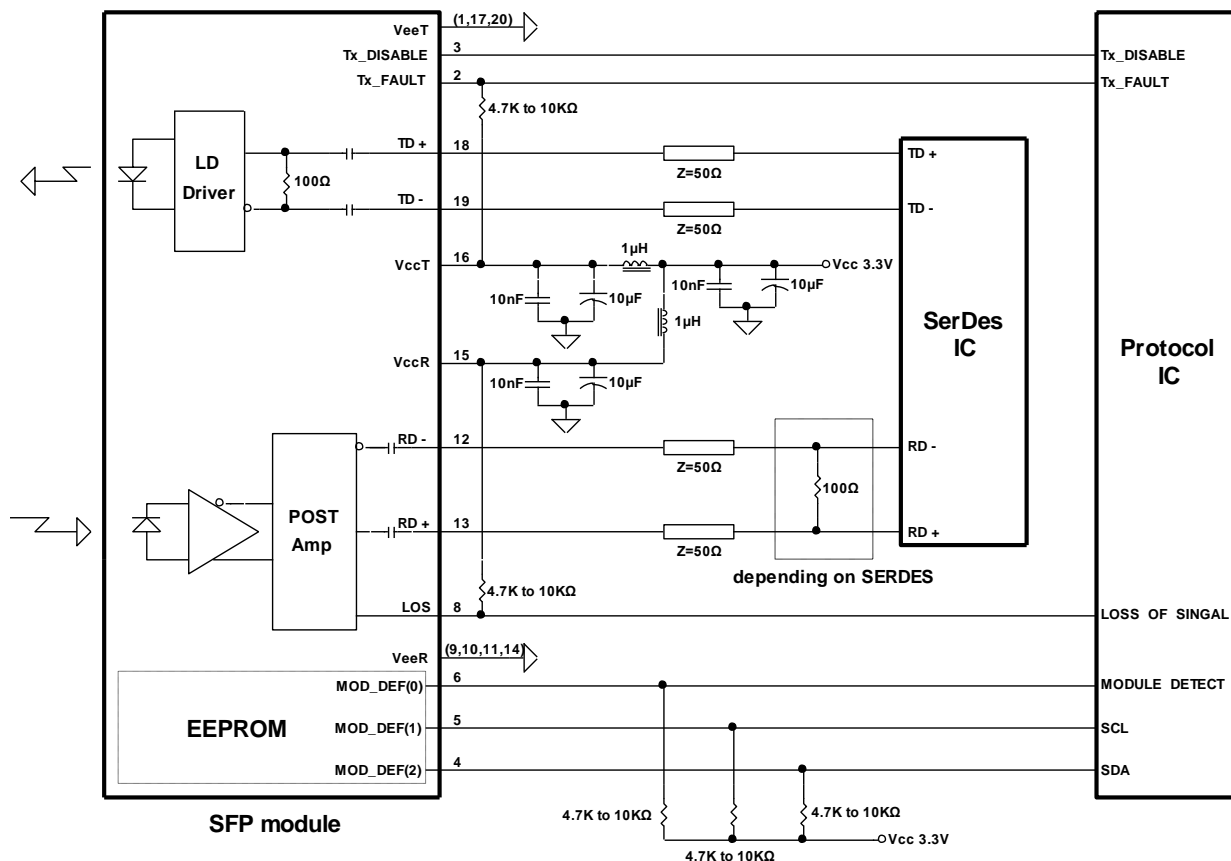 VeeT
(1,17,20)
Tx_DISABLE
3
Tx_DISABLE
Tx_FAULT
2
Tx_FAULT
4.7K to 10KΩ
LD
Driver
100Ω
TD +
18
Z=50Ω
TD +
TD -
19
Z=50Ω
TD -
VccT
16
1µH
Vcc 3.3V
10nF
10µF
10nF
10µF
1µH
SerDes
IC
Protocol
IC
VccR
15
10nF
10µF
RD -
12
Z=50Ω
RD -
100Ω
POST
Amp
RD +
13
Z=50Ω
RD +
depending on SERDES
4.7K to 10KΩ
LOS
8
LOSS OF SINGAL
VeeR
(9,10,11,14)
EEPROM
MOD_DEF(0)
6
MODULE DETECT
MOD_DEF(1)
5
SCL
MOD_DEF(2)
4
SDA
SFP module
4.7K to 10KΩ
4.7K to 10KΩ
4.7K to 10KΩ
Vcc 3.3V